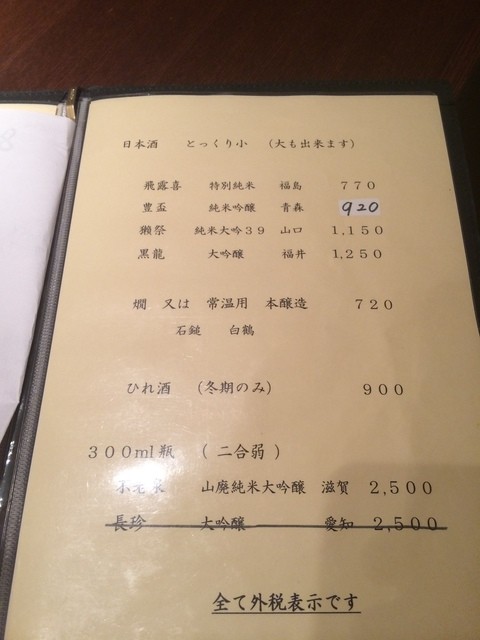 日本酒　とっくり小　（大も出来ます）
飛露喜　特別純米　福島　７７０
豊盃　純米吟醸　青森　920
獺祭　純米大吟３９　山口　１,１５０
黒龍　大吟醸　福井　１,２５０
燗　又は　常温用　本醸造　７２０
石鎚　白鶴
ひれ酒　（冬期のみ）　９００
３００ml瓶　（二合弱）
山廃純米大吟醸　滋賀　２,５００
長珍　大吟醸　愛知　２,５００
全て外税表示です